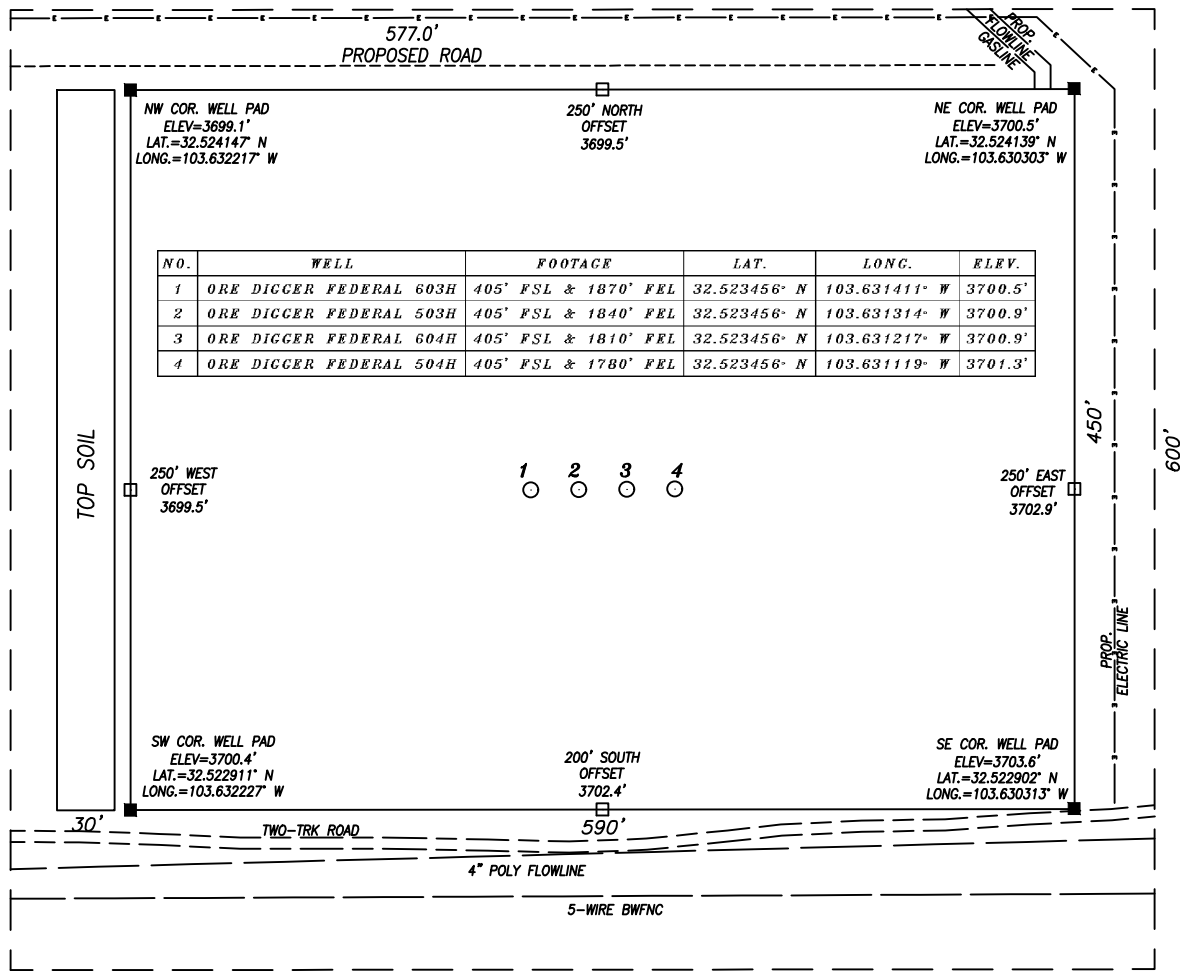 577.0'
PROPOSED ROAD
PROP.
FLOWLINE
GASLINE
NW COR. WELL PAD
ELEV=3699.1'
LAT.=32.524147° N
LONG.=103.632217° W
250' NORTH
OFFSET
3699.5'
NE COR. WELL PAD
ELEV=3700.5'
LAT.=32.524139° N
LONG.=103.630303° W
NO. WELL FOOTAGE LAT. LONG. ELEV.
1 ORE DIGGER FEDERAL 603H 405' FSL & 1870' FEL 32.523456° N 103.631411° W 3700.5'
2 ORE DIGGER FEDERAL 503H 405' FSL & 1840' FEL 32.523456° N 103.631314° W 3700.9'
3 ORE DIGGER FEDERAL 604H 405' FSL & 1810' FEL 32.523456° N 103.631217° W 3700.9'
4 ORE DIGGER FEDERAL 504H 405' FSL & 1780' FEL 32.523456° N 103.631119° W 3701.3'
TOP SOIL
250' WEST
OFFSET
3699.5'
1 2 3 4
250' EAST
OFFSET
3702.9'
450'
600'
PROP.
ELECTRIC LINE
SW COR. WELL PAD
ELEV=3700.4'
LAT.=32.522911° N
LONG.=103.632227° W
200' SOUTH
OFFSET
3702.4'
SE COR. WELL PAD
ELEV=3703.6'
LAT.=32.522902° N
LONG.=103.630313° W
30'
TWO-TRK ROAD
590'
4" POLY FLOWLINE
5-WIRE BWFNC